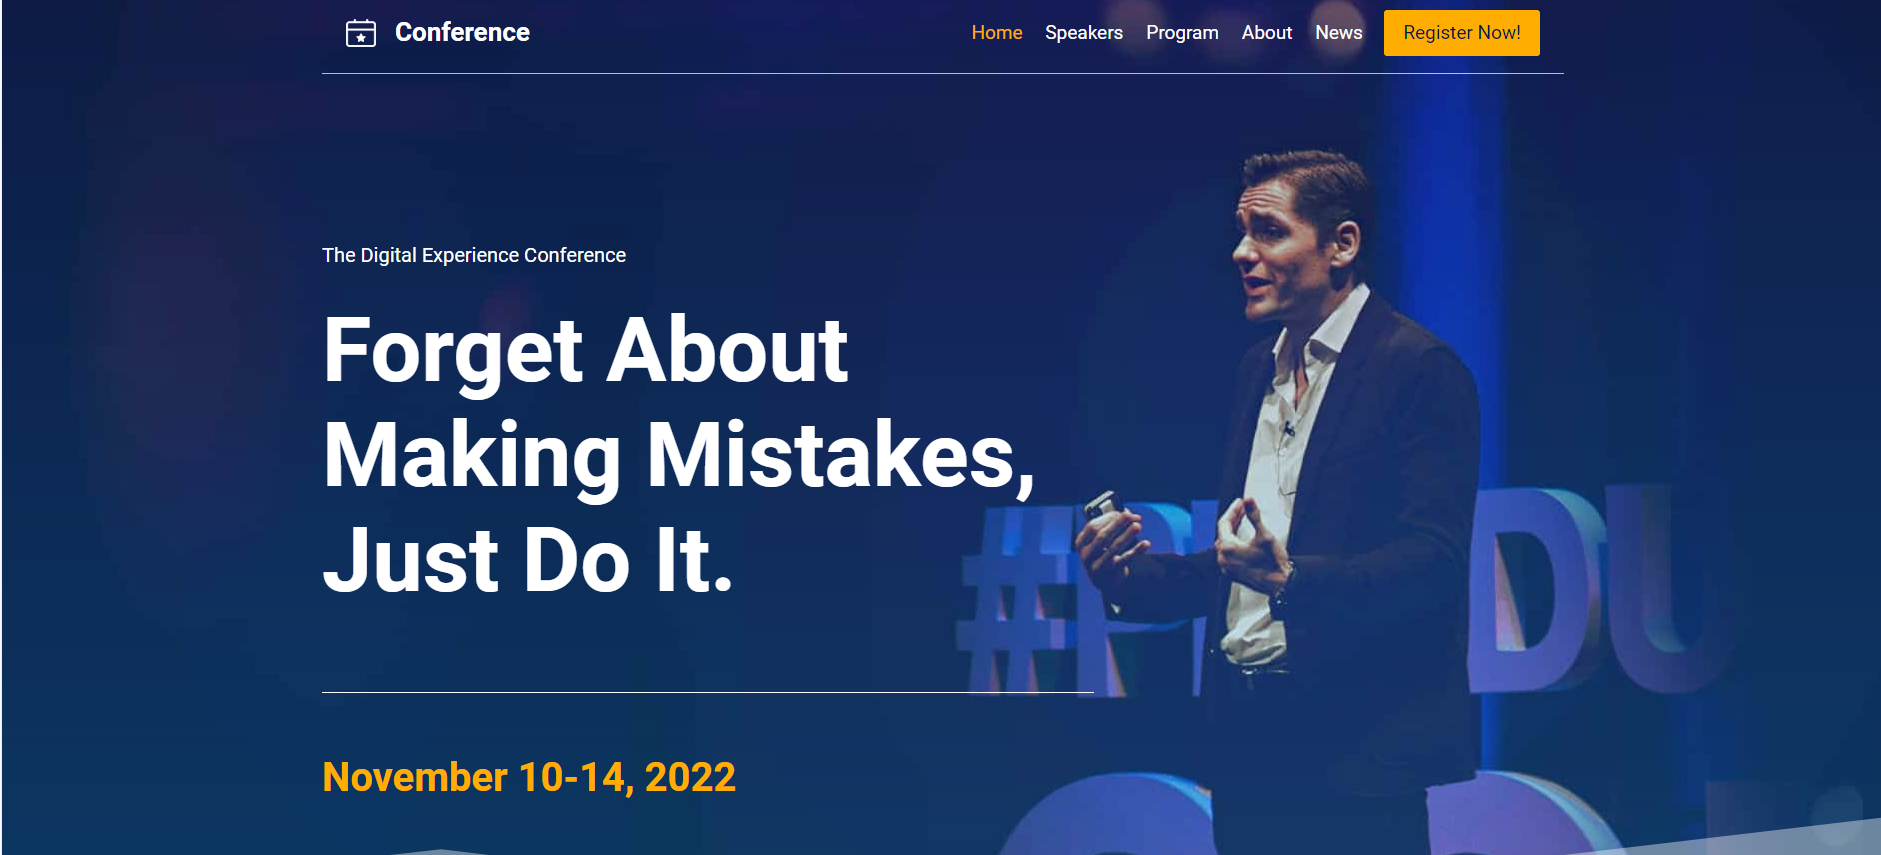 Conference
Home Speakers Program About News Register Now!
The Digital Experience Conference
Forget About
Making Mistakes,
Just Do It.
November 10-14, 2022